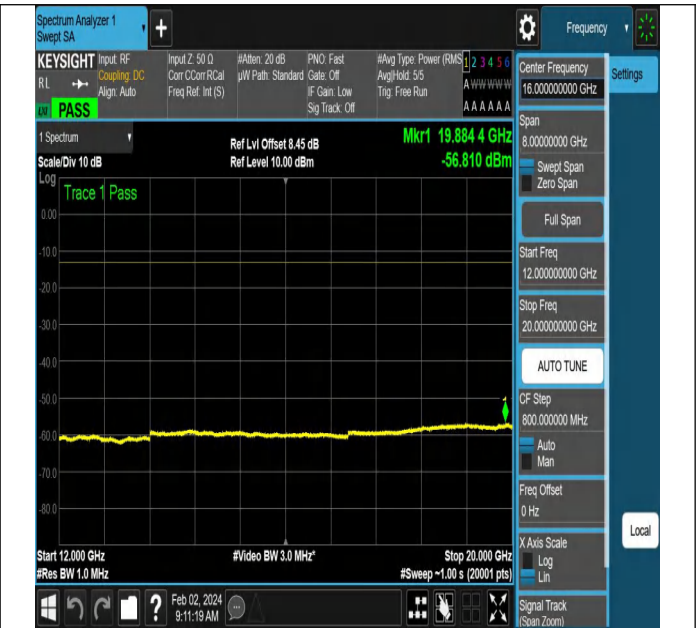 Spectrum Analyzer 1
Swept SA
Frequency
KEYSIGHT
RL
Input: RF
Coupling: DC
Align: Auto
Input Z: 50 Ω
Corr CCorr RCal
Freq Ref: Int (S)
#Atten: 20 dB
µW Path: Standard
PNO: Fast
Gate: Off
IF Gain: Low
Sig Track: Off
#Avg Type: Power (RMS
Avg|Hold: 5/5
Trig: Free Run
1 2 3 4 5 6
A W W W W W
A A A A A A
PASS
1 Spectrum
Scale/Div 10 dB
Ref Lvl Offset 8.45 dB
Ref Level 10.00 dBm
Mkr1 19.884 4 GHz
-56.810 dBm
Log
Trace 1 Pass
0.00
-10.0
-20.0
-30.0
-40.0
-50.0
-60.0
-70.0
-80.0
1
Start 12.000 GHz
#Res BW 1.0 MHz
#Video BW 3.0 MHz*
Stop 20.000 GHz
#Sweep ~1.00 s (20001 pts)
Feb 02, 2024
9:11:19 AM
Center Frequency
16.000000000 GHz
Settings
Span
8.00000000 GHz
Swept Span
Zero Span
Full Span
Start Freq
12.000000000 GHz
Stop Freq
20.000000000 GHz
AUTO TUNE
CF Step
800.000000 MHz
Auto
Man
Freq Offset
0 Hz
X Axis Scale
Log
Lin
Local
Signal Track
(Span Zoom)